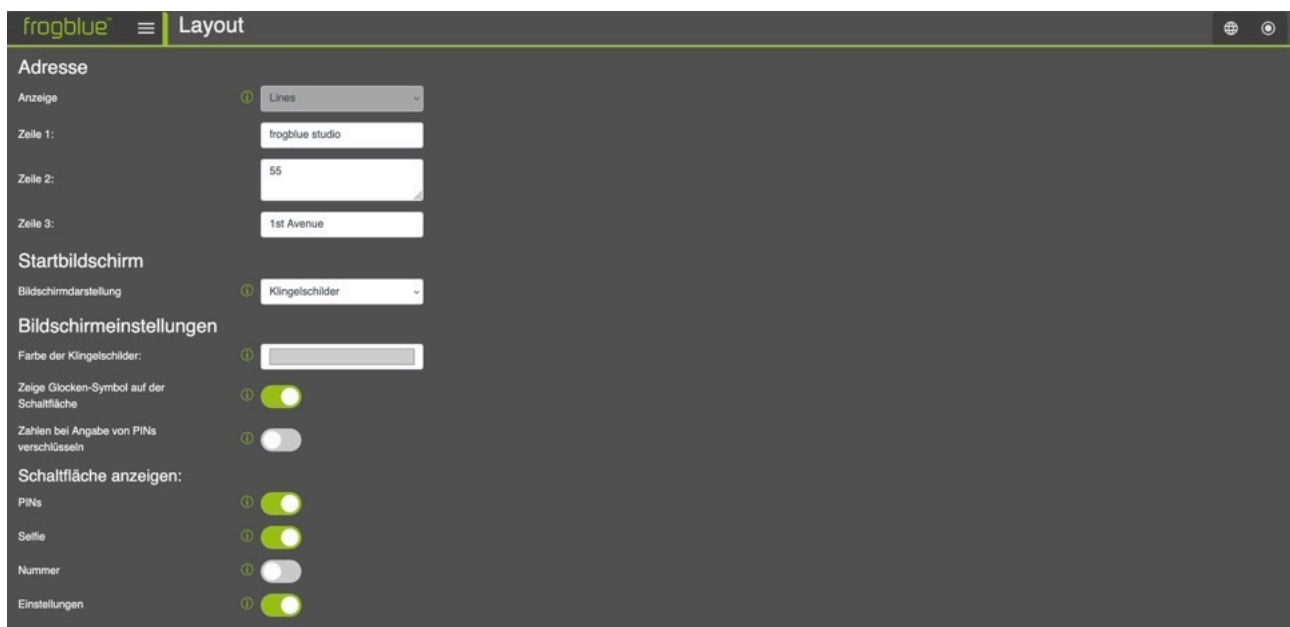 frogblue™ Layout
Adresse
Anzeige Lines
Zeile 1: frogblue studio
Zeile 2: 55
Zeile 3: 1st Avenue
Startbildschirm
Bildschirmdarstellung Klingelschilder
Bildschirmeinstellungen
Farbe der Klingelschilder:
Zeige Glocken-Symbol auf der
Schaltfläche
Zahlen bei Angabe von PINs
verschlüsseln
Schaltfläche anzeigen:
PINs
Selfie
Nummer
Einstellungen